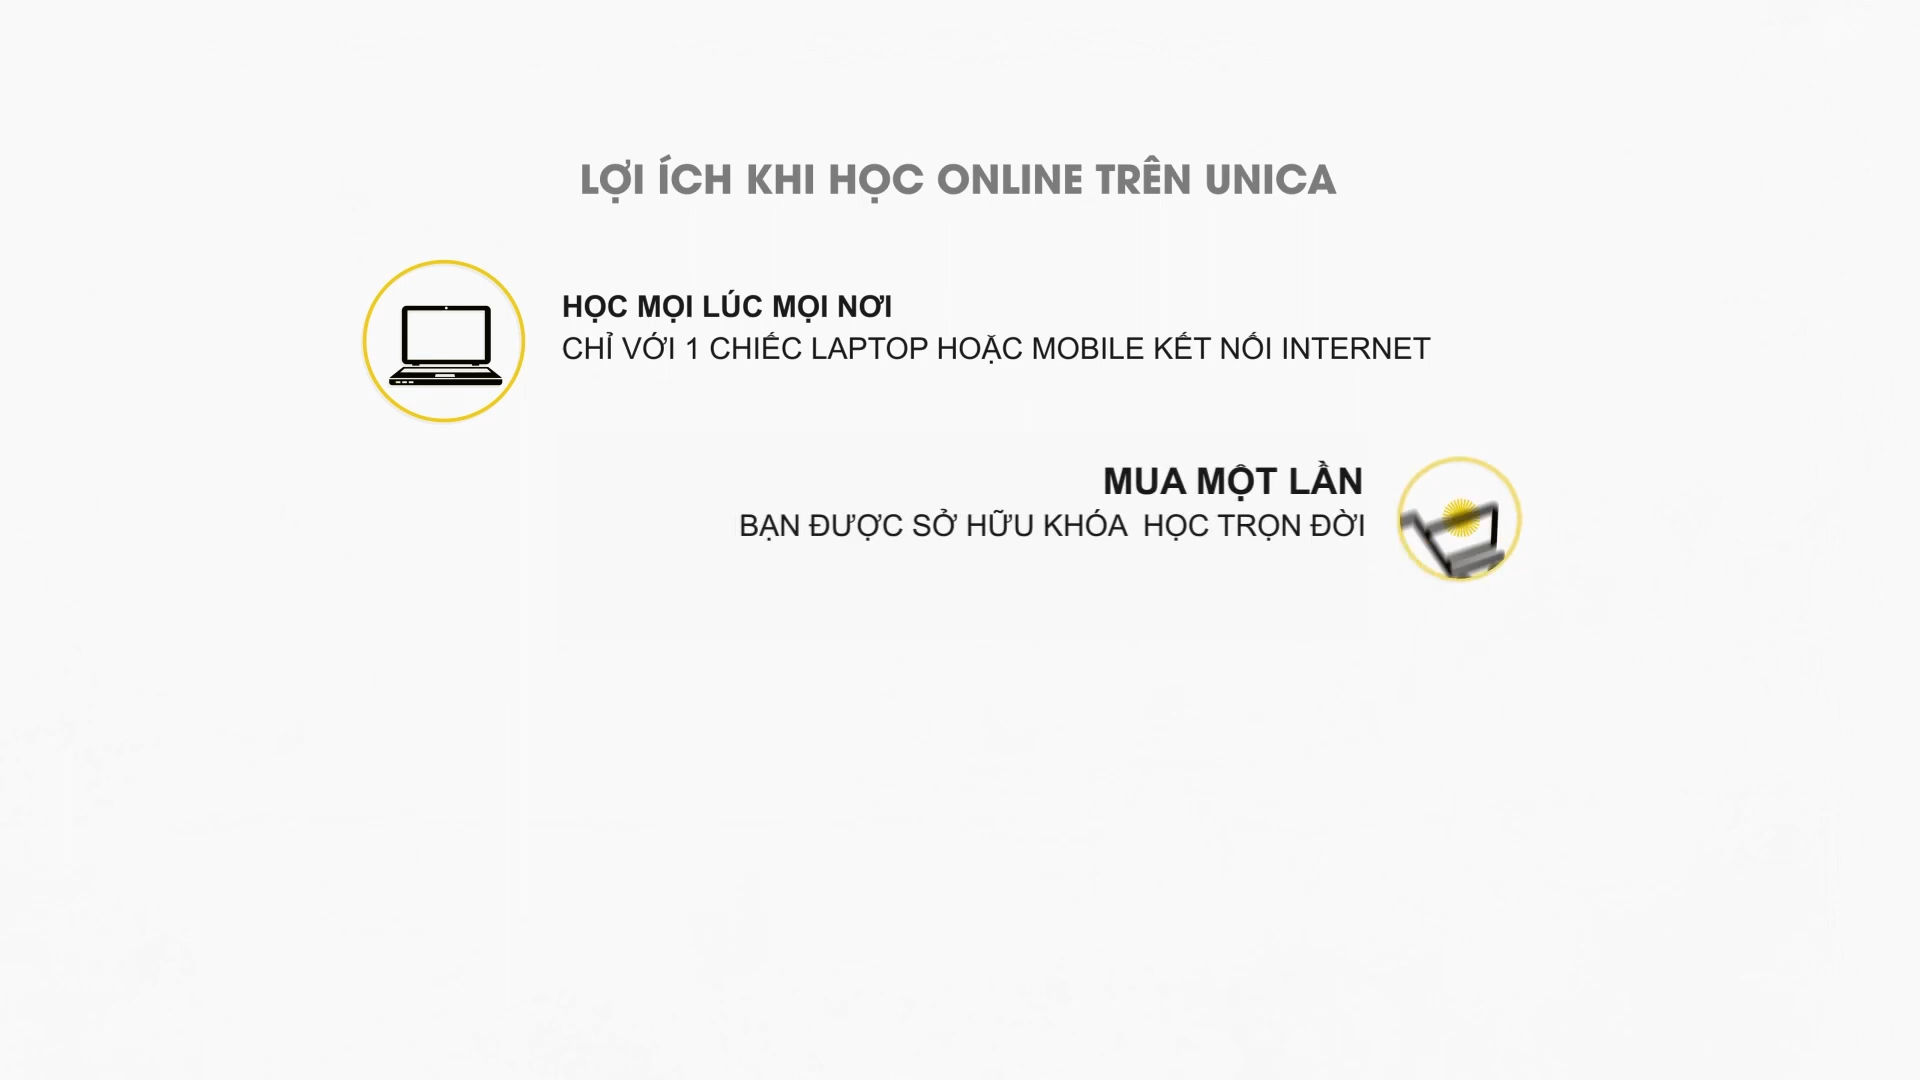 LỢI ÍCH KHI HỌC ONLINE TRÊN UNICA
HỌC MỌI LÚC MỌI NƠI
CHỈ VỚI 1 CHIẾC LAPTOP HOẶC MOBILE KẾT NỐI INTERNET
MUA MỘT LẦN
BẠN ĐƯỢC SỞ HỮU KHÓA HỌC TRỌN ĐỜI